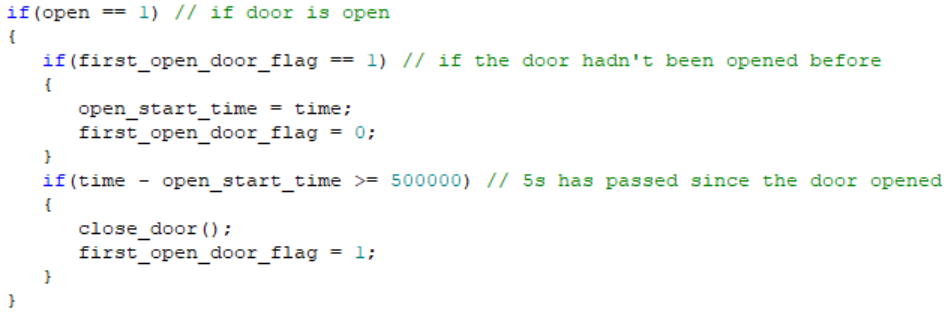 if(open == 1) // if door is open
{
if(first_open_door_flag == 1) // if the door hadn't been opened before
{
open_start_time = time;
first_open_door_flag = 0;
}
if(time - open_start_time >= 500000) // 5s has passed since the door opened
{
close_door();
first_open_door_flag = 1;
}
}